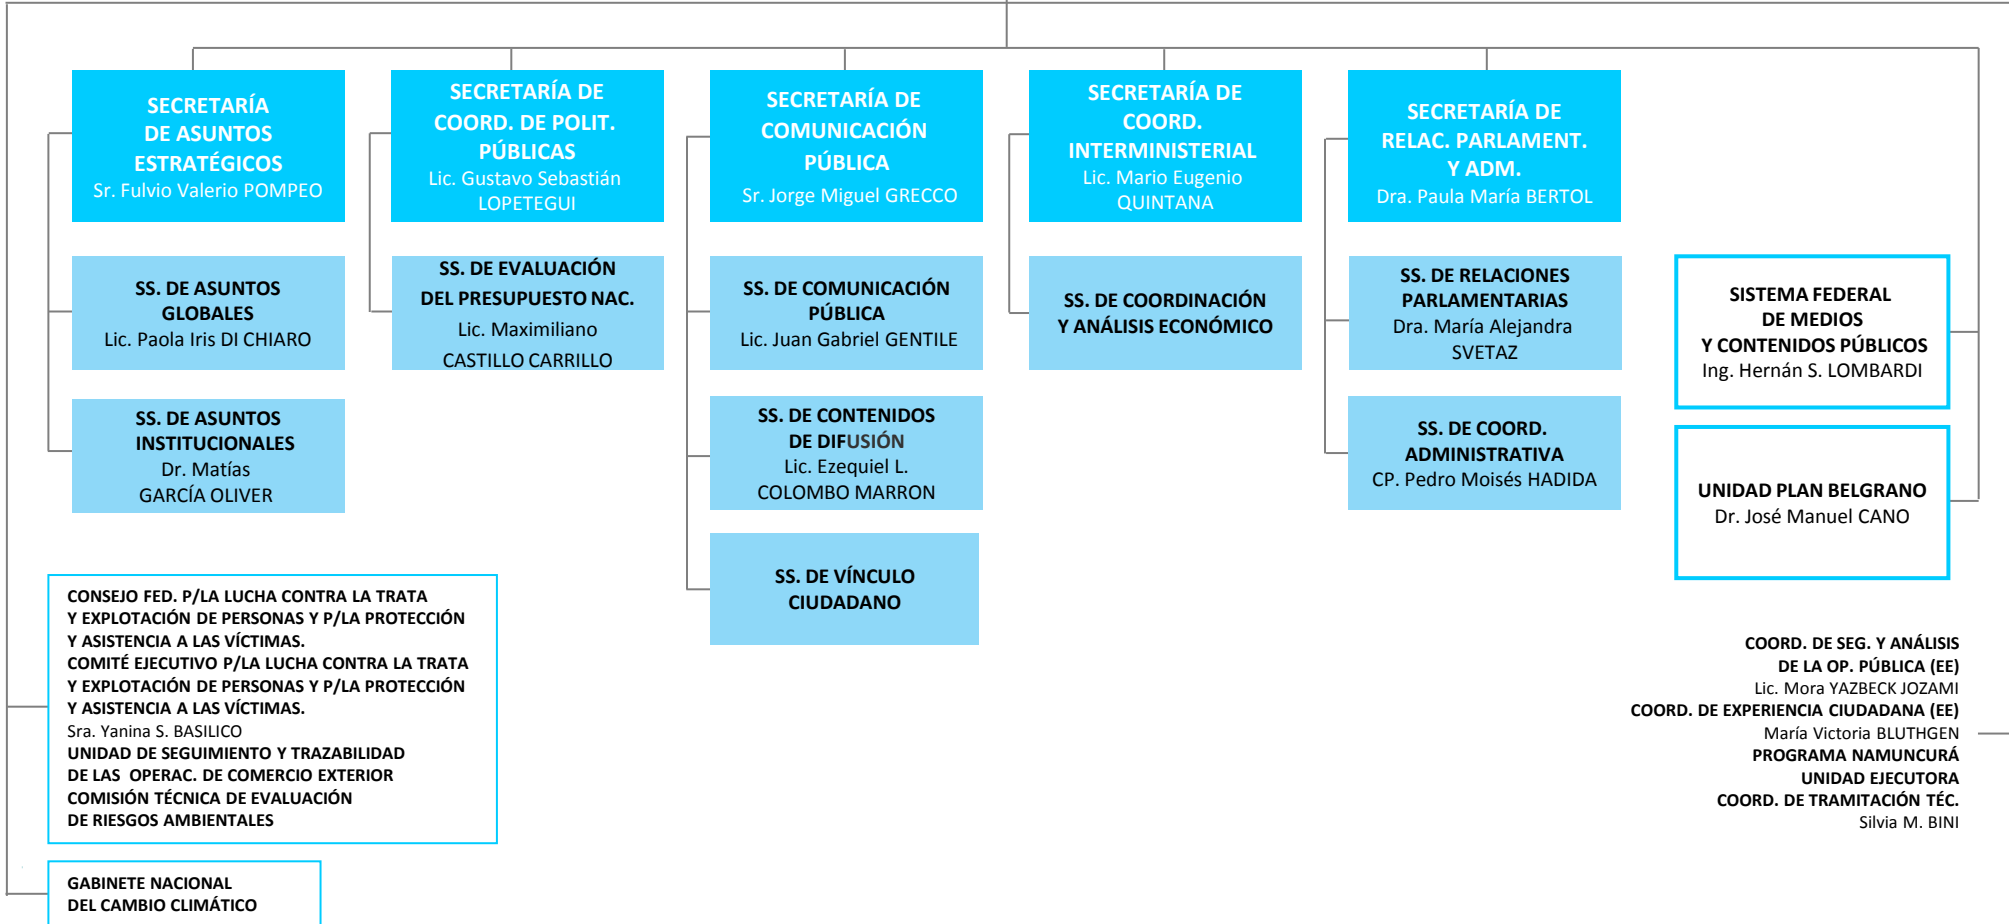 SECRETARÍA
DE ASUNTOS
ESTRATÉGICOS
Sr. Fulvio Valerio POMPEO
SECRETARÍA DE
COORD. DE POLIT.
PÚBLICAS
Lic. Gustavo Sebastián
LOPETEGUI
SECRETARÍA DE
COMUNICACIÓN
PÚBLICA
Sr. Jorge Miguel GRECCO
SECRETARÍA DE
COORD.
INTERMINISTERIAL
Lic. Mario Eugenio
QUINTANA
SECRETARÍA DE
RELAC. PARLAMENT.
Y ADM.
Dra. Paula María BERTOL
SS. DE ASUNTOS
GLOBALES
Lic. Paola Iris DI CHIARO
SS. DE EVALUACIÓN
DEL PRESUPUESTO NAC.
Lic. Maximiliano
CASTILLO CARRILLO
SS. DE COMUNICACIÓN
PÚBLICA
Lic. Juan Gabriel GENTILE
SS. DE COORDINACIÓN
Y ANÁLISIS ECONÓMICO
SS. DE RELACIONES
PARLAMENTARIAS
Dra. María Alejandra
SVETAZ
SISTEMA FEDERAL
DE MEDIOS
Y CONTENIDOS PÚBLICOS
Ing. Hernán S. LOMBARDI
SS. DE ASUNTOS
INSTITUCIONALES
Dr. Matías
GARCÍA OLIVER
SS. DE CONTENIDOS
DE DIFUSIÓN
Lic. Ezequiel L.
COLOMBO MARRON
SS. DE COORD.
ADMINISTRATIVA
CP. Pedro Moisés HADIDA
UNIDAD PLAN BELGRANO
Dr. José Manuel CANO
SS. DE VÍNCULO
CIUDADANO
CONSEJO FED. P/LA LUCHA CONTRA LA TRATA
Y EXPLOTACIÓN DE PERSONAS Y P/LA PROTECCIÓN
Y ASISTENCIA A LAS VÍCTIMAS.
COMITÉ EJECUTIVO P/LA LUCHA CONTRA LA TRATA
Y EXPLOTACIÓN DE PERSONAS Y P/LA PROTECCIÓN
Y ASISTENCIA A LAS VÍCTIMAS.
Sra. Yanina S. BASILICO
UNIDAD DE SEGUIMIENTO Y TRAZABILIDAD
DE LAS OPERAC. DE COMERCIO EXTERIOR
COMISIÓN TÉCNICA DE EVALUACIÓN
DE RIESGOS AMBIENTALES
COORD. DE SEG. Y ANÁLISIS
DE LA OP. PÚBLICA (EE)
Lic. Mora YAZBECK JOZAMI
COORD. DE EXPERIENCIA CIUDADANA (EE)
María Victoria BLUTHGEN
PROGRAMA NAMUNCURÁ
UNIDAD EJECUTORA
COORD. DE TRAMITACIÓN TÉC.
Silvia M. BINI
GABINETE NACIONAL
DEL CAMBIO CLIMÁTICO